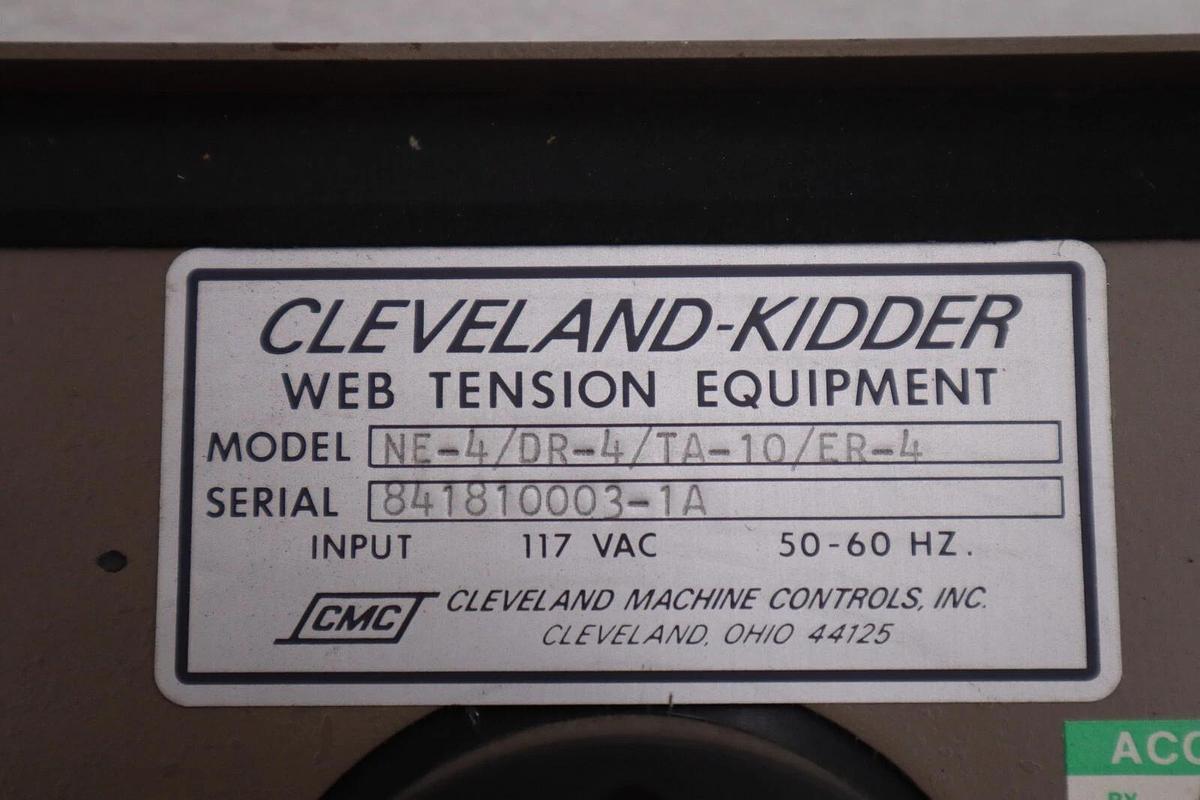 CLEVELAND-KIDDER
WEB TENSION EQUIPMENT
MODEL NE-4/DR-4/TA-10/ER-4
SERIAL 841810003-1A
INPUT 117 VAC 50-60 HZ.
CMC CLEVELAND MACHINE CONTROLS, INC.
CLEVELAND, OHIO 44125